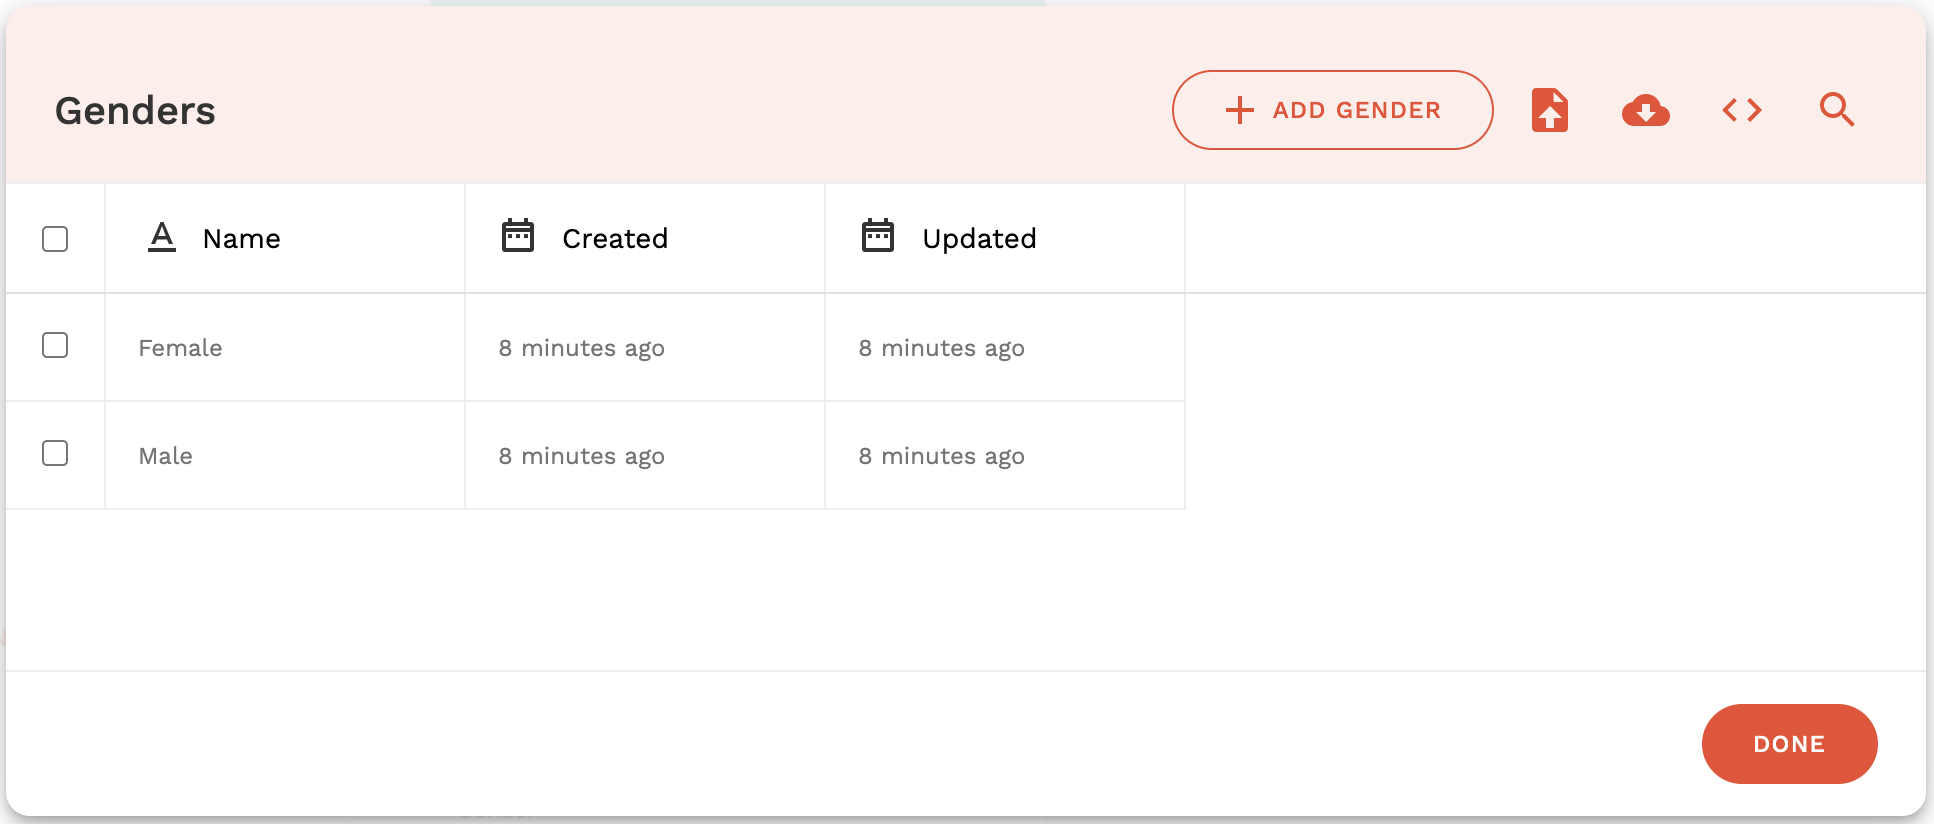 Genders
ADD GENDER
Name Created Updated
Female 8 minutes ago 8 minutes ago
Male 8 minutes ago 8 minutes ago
DONE